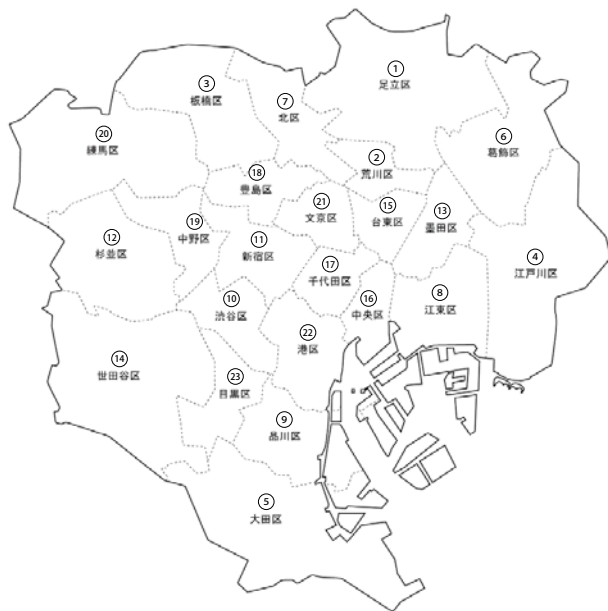 ①
足立区
③
板橋区
⑦
北区
⑥
葛飾区
⑳
練馬区
②
荒川区
⑱
豊島区
㉑
文京区
⑮
台東区
⑬
墨田区
⑲
中野区
⑫
杉並区
⑪
新宿区
④
江戸川区
⑰
千代田区
⑧
江東区
⑩
渋谷区
⑯
中央区
㉒
港区
⑭
世田谷区
㉓
目黒区
⑨
品川区
⑤
大田区